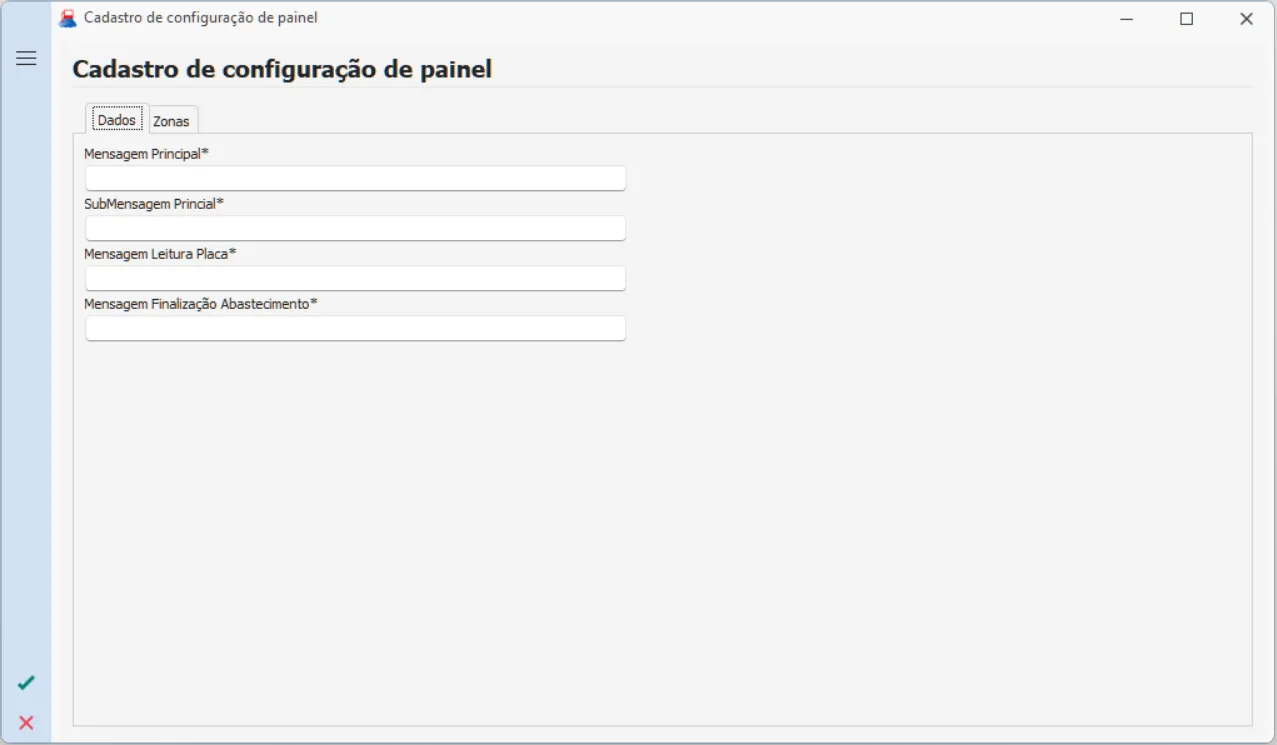 Cadastro de configuração de painel
Cadastro de configuração de painel
Dados Zonas
Mensagem Principal*
SubMensagem Princial*
Mensagem Leitura Placa*
Mensagem Finalização Abastecimento*